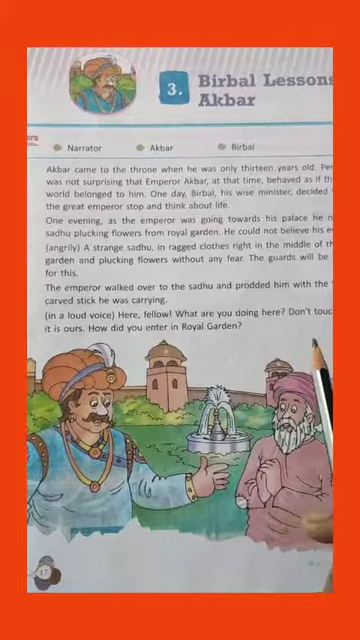 3.
Birbal Lessons
Akbar
ers
Narrator Akbar Birbal
Akbar came to the throne when he was only thirteen years old. Per
was not surprising that Emperor Akbar, at that time, behaved as if th
world belonged to him. One day, Birbal, his wise minister, decided
the great emperor stop and think about life.
One evening, as the emperor was going towards his palace he n
sadhu plucking flowers from royal garden. He could not believe his e
(angrily) A strange sadhu, in ragged clothes right in the middle of th
garden and plucking flowers without any fear. The guards will be
for this.
The emperor walked over to the sadhu and prodded him with the
carved stick he was carrying.
(in a loud voice) Here, fellow! What are you doing here? Don't touc
it is ours. How did you enter in Royal Garden?
17